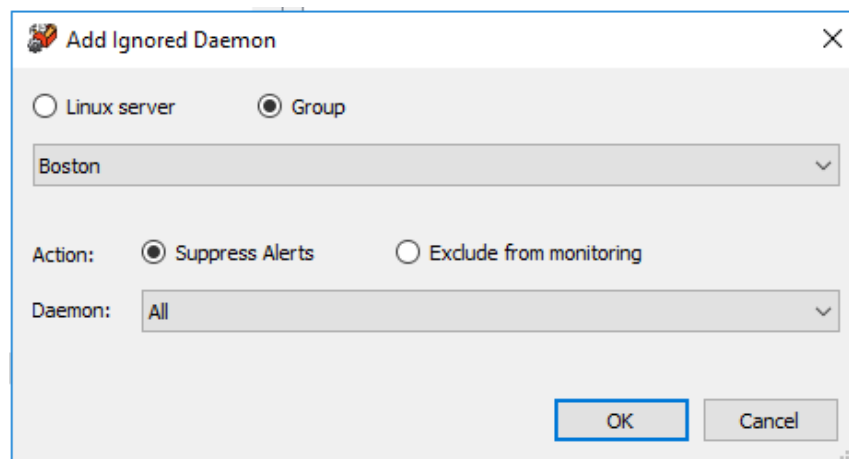 Add Ignored Daemon
Linux server Group
Boston
Action: Suppress Alerts Exclude from monitoring
Daemon: All
OK Cancel